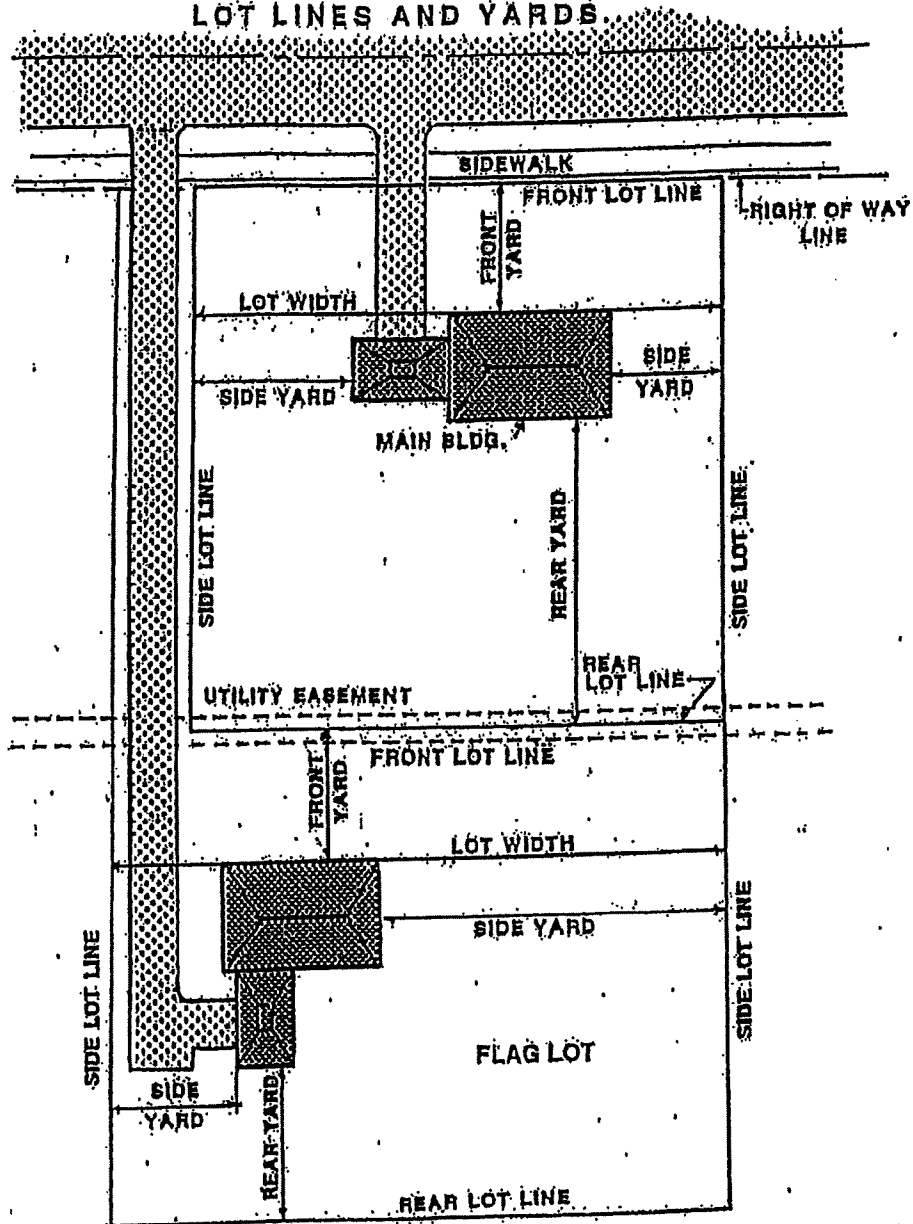 LOT LINES AND YARDS.
SIDEWALK
FRONT LOT LINE
RIGHT OF WAY
LINE
FRONT
YARD
LOT WIDTH
SIDE
YARD
SIDE YARD
MAIN BLDG.
SIDE LOT LINE
REAR YARD
SIDE LOT LINE
REAR
LOT LINE
UTILITY EASEMENT
FRONT LOT LINE
FRONT
YARD
LOT WIDTH
SIDE YARD
SIDE LOT LINE
SIDE LOT LINE
FLAG LOT
SIDE
YARD
REAR YARD
REAR LOT LINE